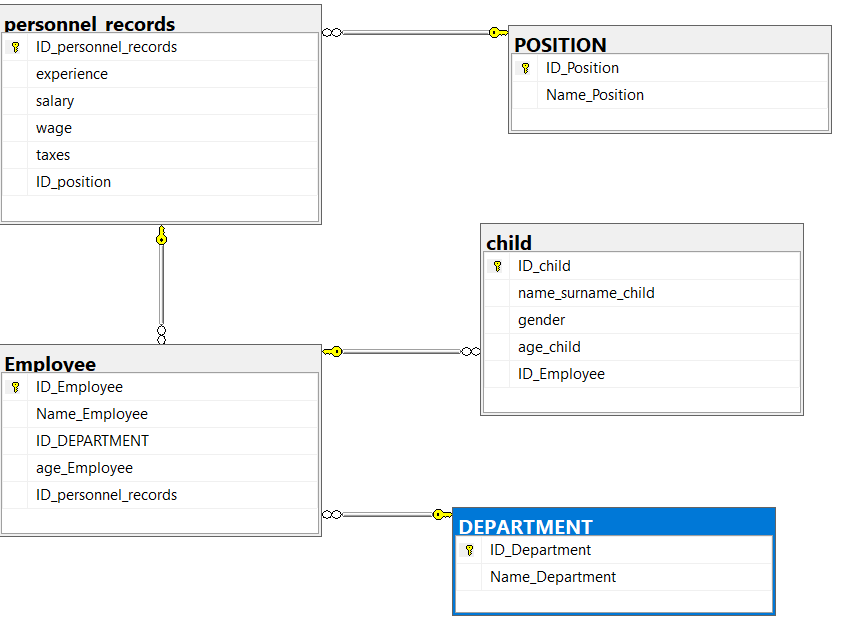 personnel_records
ID_personnel_records
experience
salary
wage
taxes
ID_position
POSITION
ID_Position
Name_Position
child
ID_child
name_surname_child
gender
age_child
ID_Employee
Employee
ID_Employee
Name_Employee
ID_DEPARTMENT
age_Employee
ID_personnel_records
DEPARTMENT
ID_Department
Name_Department